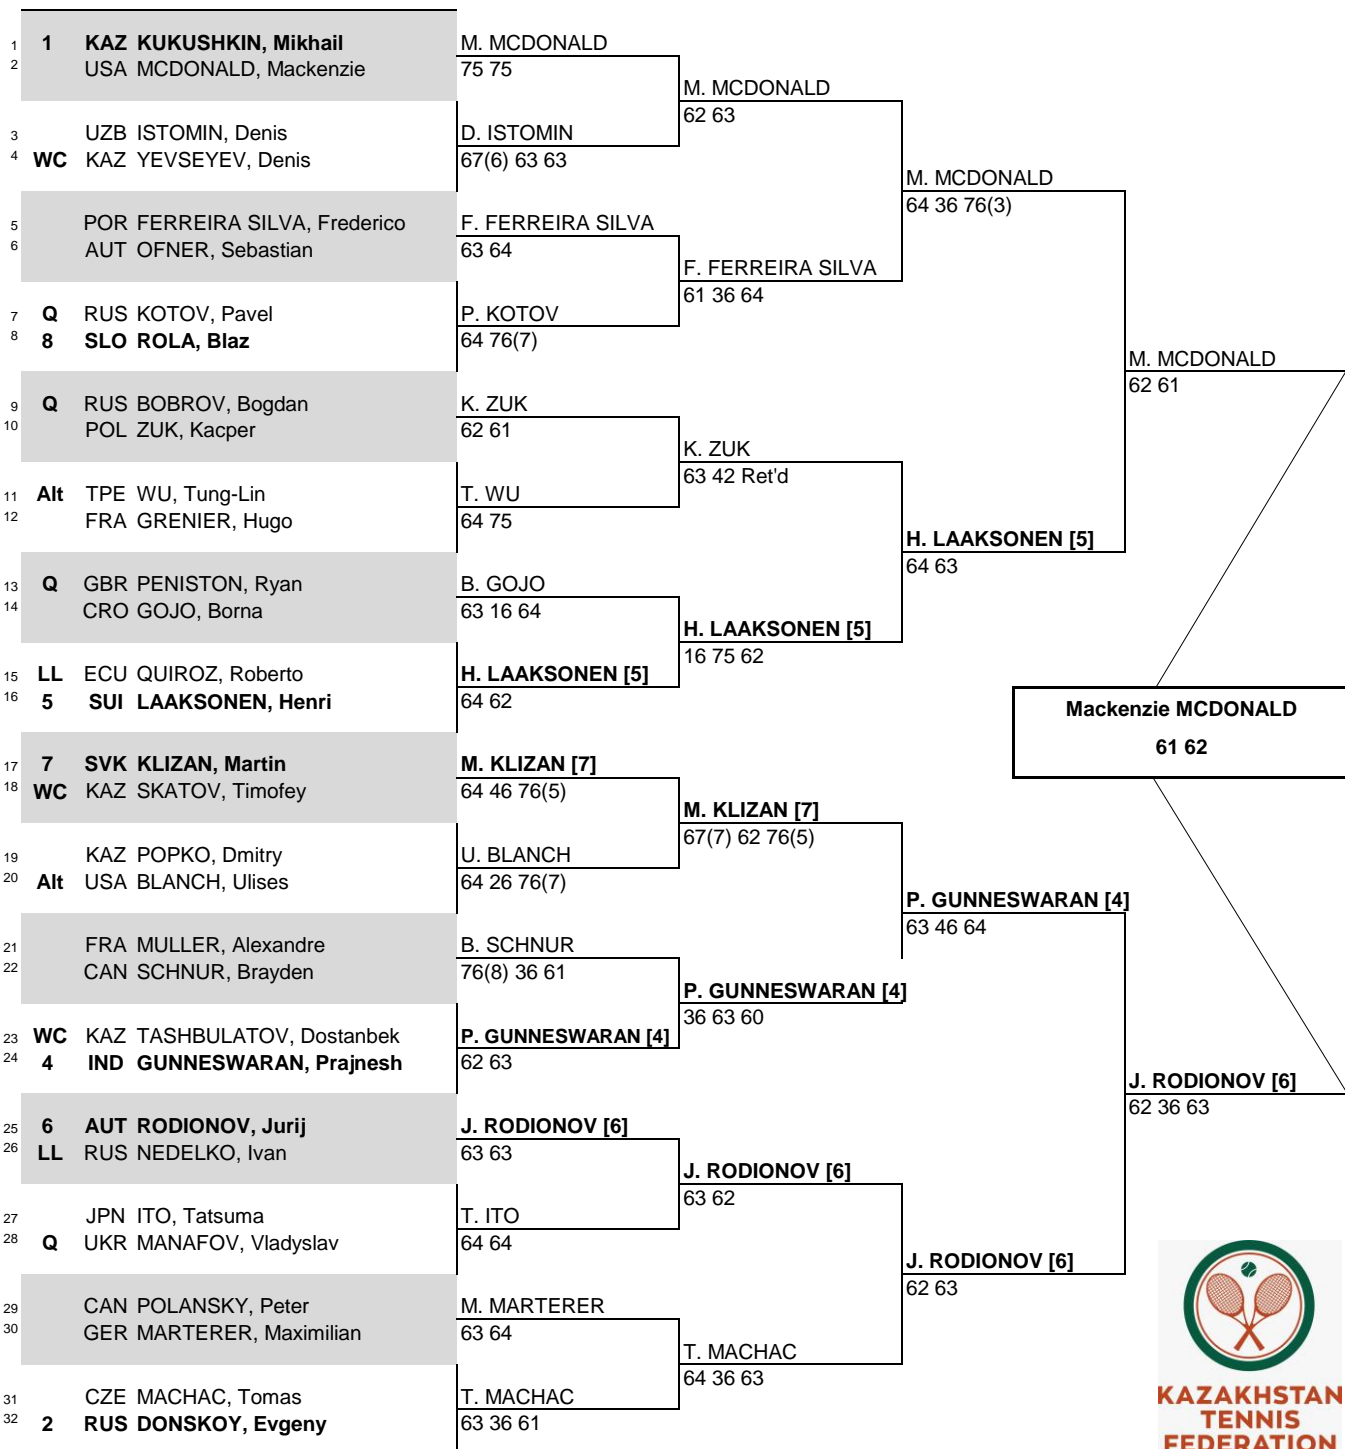 1 1 KAZ KUKUSHKIN, Mikhail
2 USA MCDONALD, Mackenzie
3 UZB ISTOMIN, Denis
4 WC KAZ YEVSEYEV, Denis
5 POR FERREIRA SILVA, Frederico
6 AUT OFNER, Sebastian
7 Q RUS KOTOV, Pavel
8 8 SLO ROLA, Blaz
9 Q RUS BOBROV, Bogdan
10 POL ZUK, Kacper
11 Alt TPE WU, Tung-Lin
12 FRA GRENIER, Hugo
13 Q GBR PENISTON, Ryan
14 CRO GOJO, Borna
15 LL ECU QUIROZ, Roberto
16 5 SUI LAAKSONEN, Henri
17 7 SVK KLIZAN, Martin
18 WC KAZ SKATOV, Timofey
19 KAZ POPKO, Dmitry
20 Alt USA BLANCH, Ulises
21 FRA MULLER, Alexandre
22 CAN SCHNUR, Brayden
23 WC KAZ TASHBULATOV, Dostanbek
24 4 IND GUNNESWARAN, Prajnesh
25 6 AUT RODIONOV, Jurij
26 LL RUS NEDELKO, Ivan
27 JPN ITO, Tatsuma
28 Q UKR MANAFOV, Vladyslav
29 CAN POLANSKY, Peter
30 GER MARTERER, Maximilian
31 CZE MACHAC, Tomas
32 2 RUS DONSKOY, Evgeny
M. MCDONALD
75 75
D. ISTOMIN
67(6) 63 63
F. FERREIRA SILVA
63 64
P. KOTOV
64 76(7)
K. ZUK
62 61
T. WU
64 75
B. GOJO
63 16 64
H. LAAKSONEN [5]
64 62
M. KLIZAN [7]
64 46 76(5)
U. BLANCH
64 26 76(7)
B. SCHNUR
76(8) 36 61
P. GUNNESWARAN [4]
62 63
J. RODIONOV [6]
63 63
T. ITO
64 64
M. MARTERER
63 64
T. MACHAC
63 36 61
M. MCDONALD
62 63
F. FERREIRA SILVA
61 36 64
K. ZUK
63 42 Ret'd
H. LAAKSONEN [5]
16 75 62
M. KLIZAN [7]
67(7) 62 76(5)
P. GUNNESWARAN [4]
36 63 60
J. RODIONOV [6]
63 62
T. MACHAC
64 36 63
M. MCDONALD
64 36 76(3)
H. LAAKSONEN [5]
64 63
P. GUNNESWARAN [4]
63 46 64
J. RODIONOV [6]
62 63
M. MCDONALD
62 61
J. RODIONOV [6]
62 36 63
Mackenzie MCDONALD
61 62
KAZAKHSTAN
TENNIS
FEDERATION